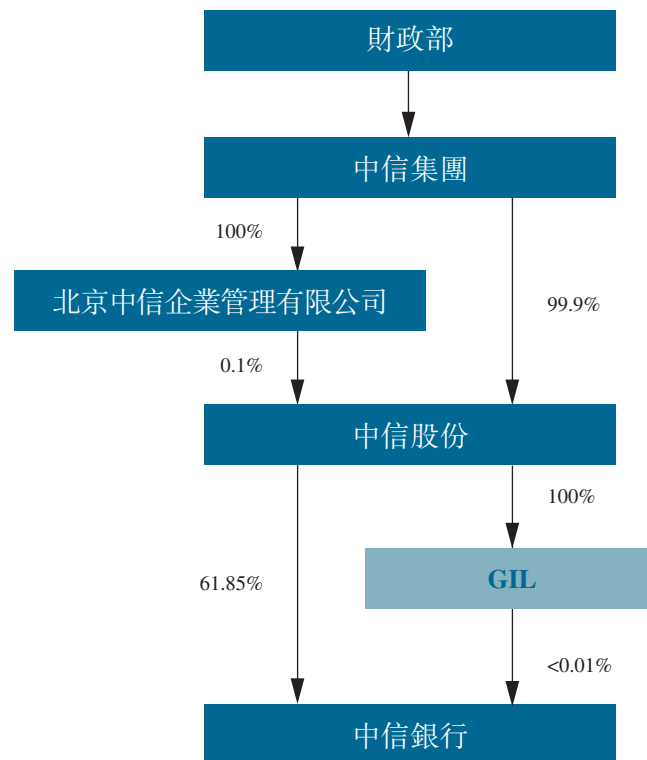 財政部
中信集團
100%
北京中信企業管理有限公司
99.9%
0.1%
中信股份
100%
61.85%
GIL
<0.01%
中信銀行